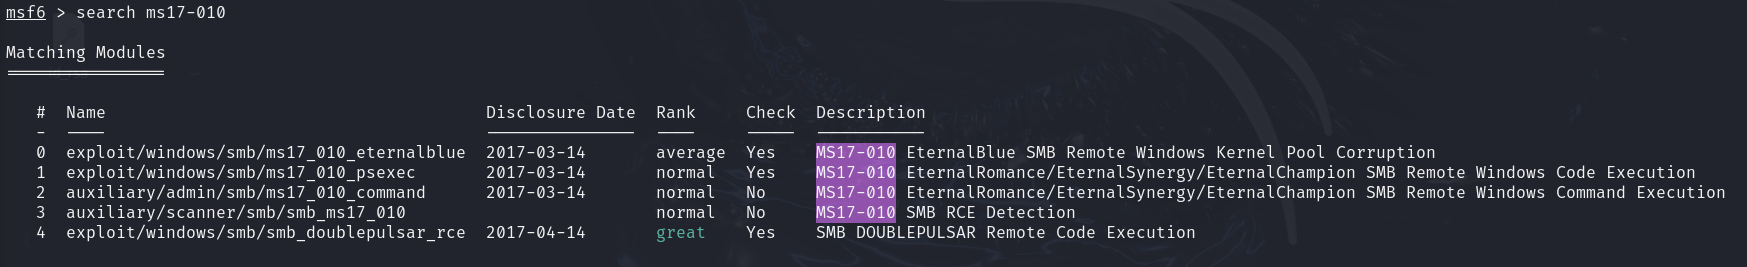 msf6 > search ms17-010
Matching Modules
================
# Name Disclosure Date Rank Check Description
- ---- --------------- ---- ----- -----------
0 exploit/windows/smb/ms17_010_eternalblue 2017-03-14 average Yes MS17-010 EternalBlue SMB Remote Windows Kernel Pool Corruption
1 exploit/windows/smb/ms17_010_psexec 2017-03-14 normal Yes MS17-010 EternalRomance/EternalSynergy/EternalChampion SMB Remote Windows Code Execution
2 auxiliary/admin/smb/ms17_010_command 2017-03-14 normal No MS17-010 EternalRomance/EternalSynergy/EternalChampion SMB Remote Windows Command Execution
3 auxiliary/scanner/smb/smb_ms17_010 normal No MS17-010 SMB RCE Detection
4 exploit/windows/smb/smb_doublepulsar_rce 2017-04-14 great Yes SMB DOUBLEPULSAR Remote Code Execution